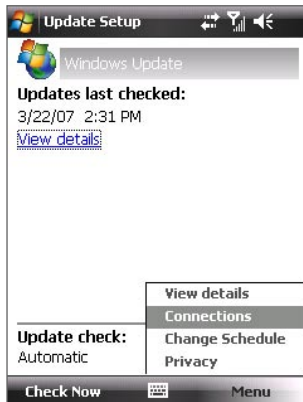 Update Setup
Windows Update
Updates last checked:
3/22/07 2:31 PM
View details
View details
Connections
Update check:
Change Schedule
Automatic
Privacy
Check Now
Menu